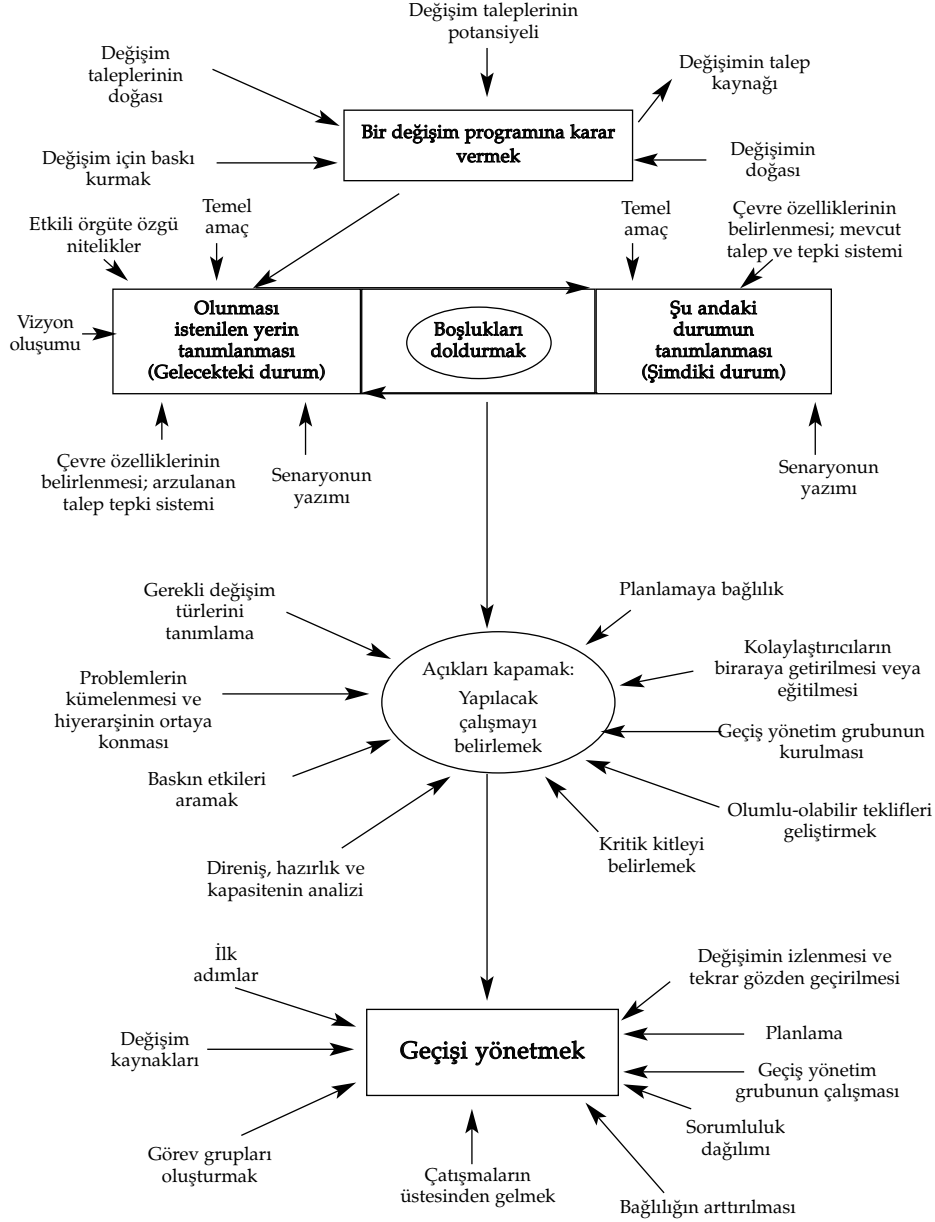 Değişim taleplerinin
potansiyeli
Değişim
taleplerinin
doğası
Değişimin talep
kaynağı
Bir değişim programına karar
vermek
Değişim için baskı
kurmak
Değişimin
doğası
Etkili örgüte özgü
nitelikler
Temel
amaç
Temel
amaç
Çevre özelliklerinin
belirlenmesi; mevcut
talep ve tepki sistemi
Vizyon
oluşumu
Olunması
istenilen yerin
tanımlanması
(Gelecekteki durum)
Boşlukları
doldurmak
Şu andaki
durumun
tanımlanması
(Şimdiki durum)
Çevre özelliklerinin
belirlenmesi; arzulanan
talep tepki sistemi
Senaryonun
yazımı
Senaryonun
yazımı
Gerekli değişim
türlerini
tanımlama
Planlamaya bağlılık
Problemlerin
kümelenmesi ve
hiyerarşinin ortaya
konması
Açıkları kapamak:
Yapılacak
çalışmayı
belirlemek
Kolaylaştırıcıların
biraraya getirilmesi veya
eğitilmesi
Geçiş yönetim grubunun
kurulması
Baskın etkileri
aramak
Olumlu-olabilir teklifleri
geliştirmek
Direniş, hazırlık ve
kapasitenin analizi
Kritik kitleyi
belirlemek
İlk
adımlar
Değişimin izlenmesi ve
tekrar gözden geçirilmesi
Değişim
kaynakları
Geçişi yönetmek
Planlama
Geçiş yönetim
grubunun çalışması
Görev grupları
oluşturmak
Sorumluluk
dağılımı
Çatışmaların
üstesinden gelmek
Bağlılığın arttırılması